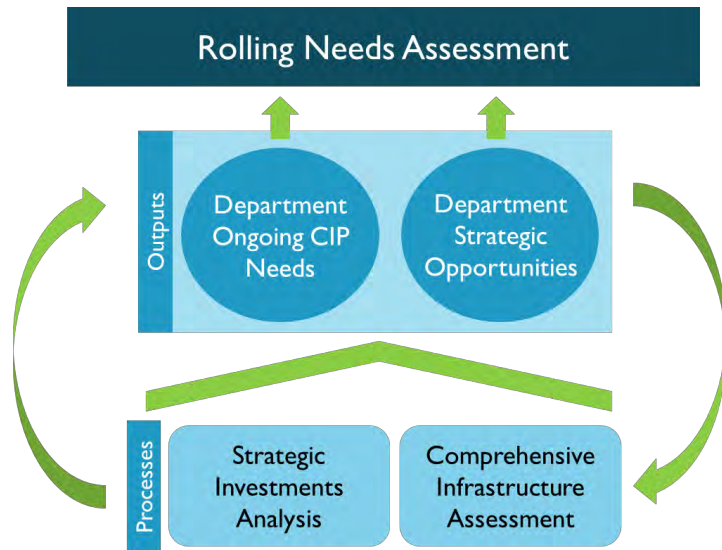 Rolling Needs Assessment
Outputs
Department
Ongoing CIP
Needs
Department
Strategic
Opportunities
Processes
Strategic
Investments
Analysis
Comprehensive
Infrastructure
Assessment